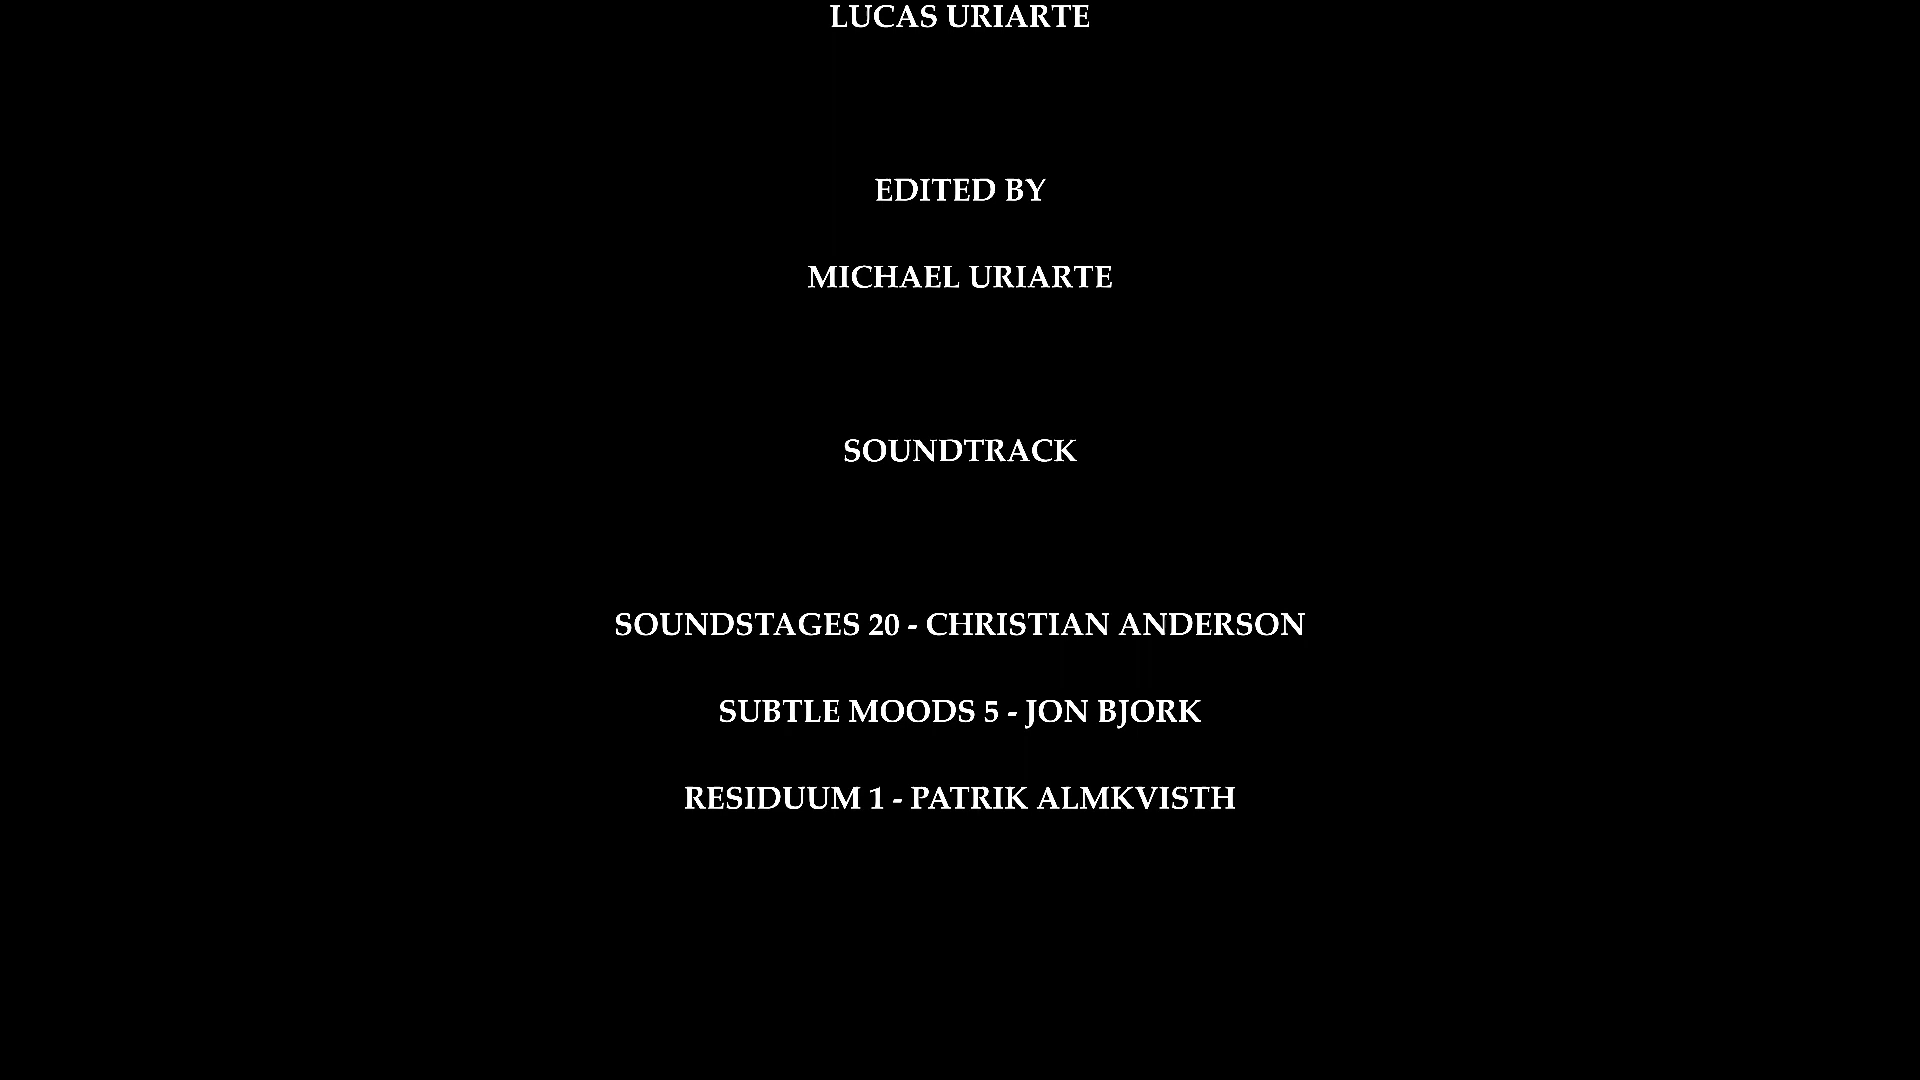 LUCAS URIARTE
EDITED BY
MICHAEL URIARTE
SOUNDTRACK
SOUNDSTAGES 20 - CHRISTIAN ANDERSON
SUBTLE MOODS 5 - JON BJORK
RESIDUUM 1 - PATRIK ALMKVISTH